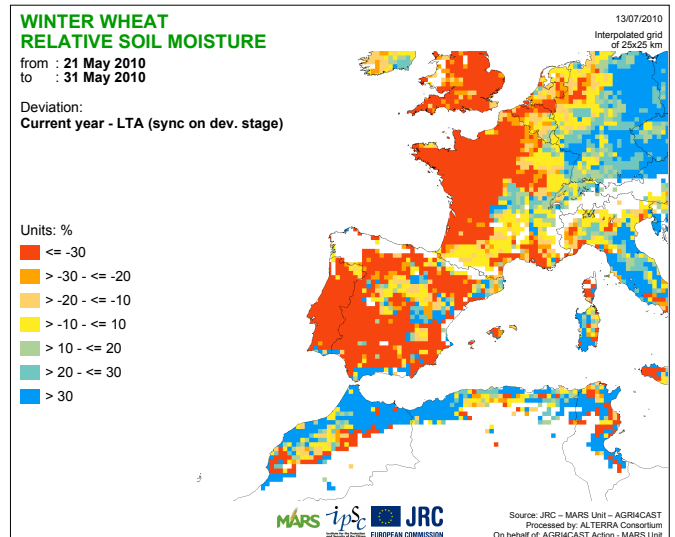 WINTER WHEAT
RELATIVE SOIL MOISTURE
from : 21 May 2010
to : 31 May 2010
Deviation:
Current year - LTA (sync on dev. stage)
13/07/2010
Interpolated grid
of 25x25 km
Units: %
<= -30
> -30 - <= -20
> -20 - <= -10
> -10 - <= 10
> 10 - <= 20
> 20 - <= 30
> 30
MARS
ipSc
JRC
EUROPEAN COMMISSION
Source: JRC – MARS Unit – AGRI4CAST
Processed by: ALTERRA Consortium
On behalf of: AGRI4CAST Action - MARS Unit